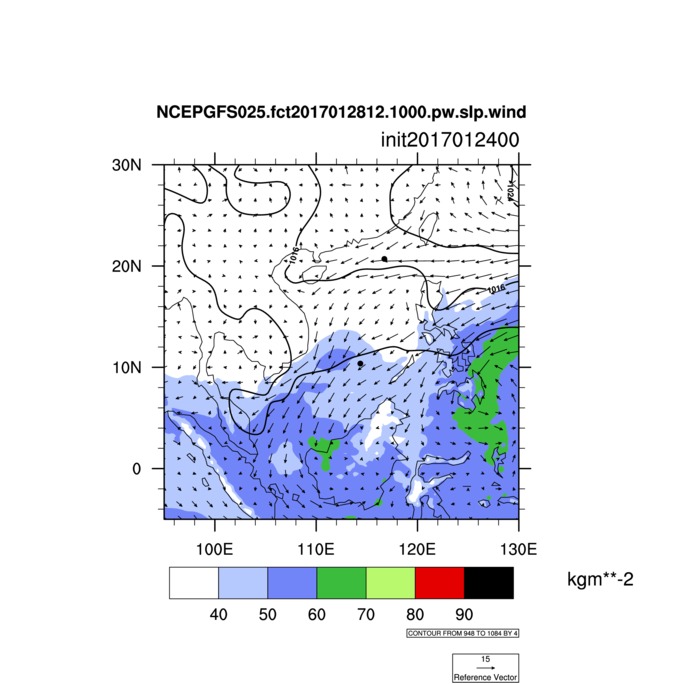 NCEPGFS025.fct2017012812.1000.pw.slp.wind
init2017012400
30N
1024
1016
20N
1016
10N
0
100E 110E 120E 130E
kgm**-2
40 50 60 70 80 90
CONTOUR FROM 948 TO 1084 BY 4
15
Reference Vector